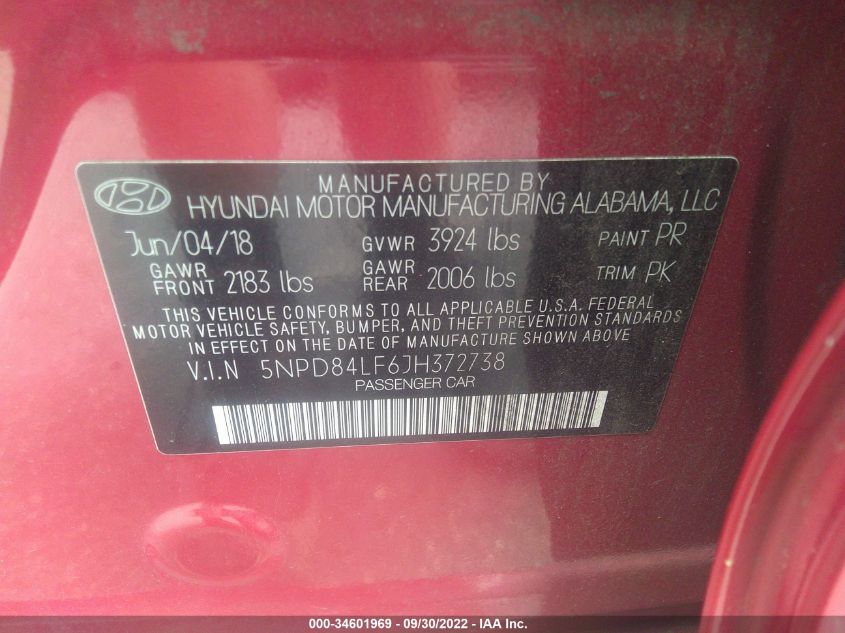 MANUFACTURED BY
HYUNDAI MOTOR MANUFACTURING ALABAMA, LLC
Jun/04/18 GVWR 3924 lbs PAINT PR
GAWR FRONT 2183 lbs GAWR REAR 2006 lbs TRIM PK
THIS VEHICLE CONFORMS TO ALL APPLICABLE U.S.A. FEDERAL
MOTOR VEHICLE SAFETY, BUMPER, AND THEFT PREVENTION STANDARDS
IN EFFECT ON THE DATE OF MANUFACTURE SHOWN ABOVE
V.I.N 5NPD84LF6JH372738
PASSENGER CAR
000-34601969 - 09/30/2022 - IAA Inc.